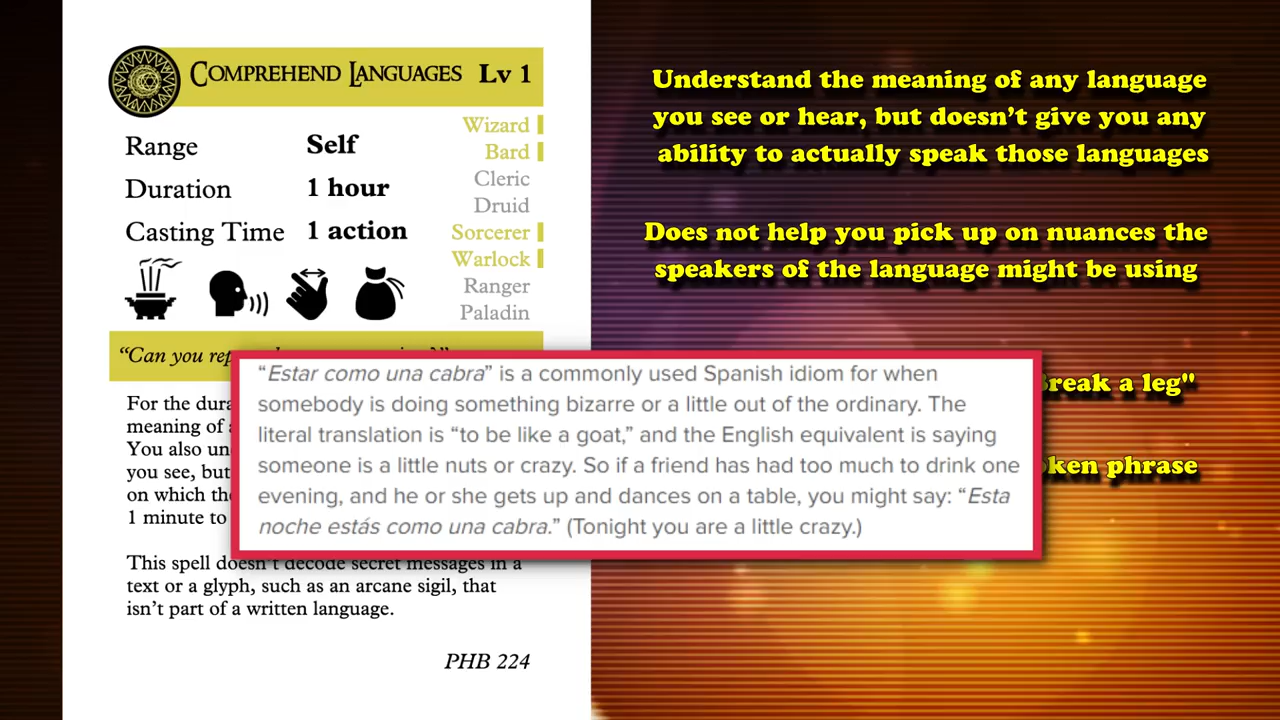 COMPREHEND LANGUAGES Lv 1
Range Self
Duration 1 hour
Casting Time 1 action
Wizard
Bard
Cleric
Druid
Sorcerer
Warlock
Ranger
Paladin
“Can you
For the
meaning of
You also
you see, but
on which
1 minute to
This spell doesn't decode secret messages in a
text or a glyph, such as an arcane sigil, that
isn't part of a written language.
PHB 224
“Estar como una cabra” is a commonly used Spanish idiom for when
somebody is doing something bizarre or a little out of the ordinary. The
literal translation is “to be like a goat,” and the English equivalent is saying
someone is a little nuts or crazy. So if a friend has had too much to drink one
evening, and he or she gets up and dances on a table, you might say: “Esta
noche estás como una cabra.” (Tonight you are a little crazy.)
Understand the meaning of any language
you see or hear, but doesn't give you any
ability to actually speak those languages
Does not help you pick up on nuances the
speakers of the language might be using
a leg"
phrase